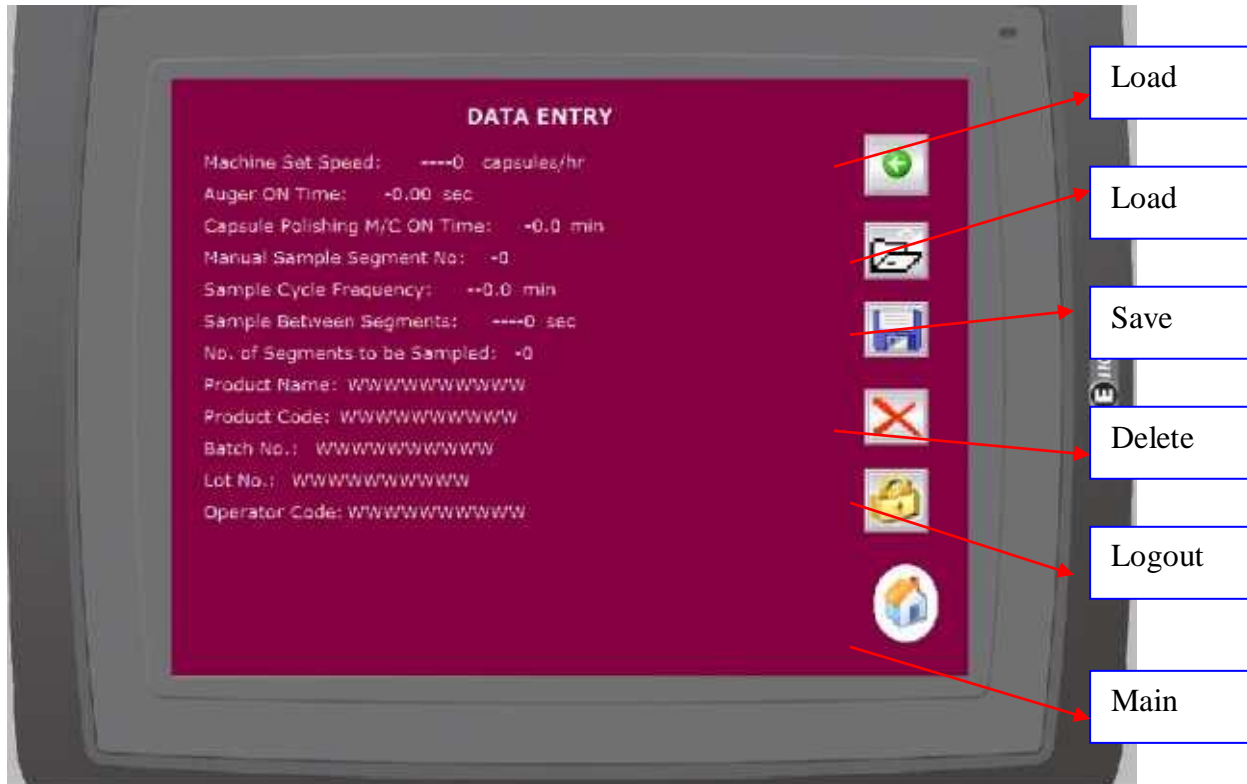 DATA ENTRY
Machine Set Speed: ----0 capsules/hr
Auger ON Time: -0.00 sec
Capsule Polishing M/C ON Time: -0.0 min
Manual Sample Segment No: -0
Sample Cycle Frequency: --0.0 min
Sample Between Segments: ----0 sec
No. of Segments to be Sampled: -0
Product Name: WWWWWWWWWW
Product Code: WWWWWWWWWW
Batch No.: WWWWWWWWWW
Lot No.: WWWWWWWWWW
Operator Code: WWWWWWWWWW
Load
Load
Save
Delete
Logout
Main